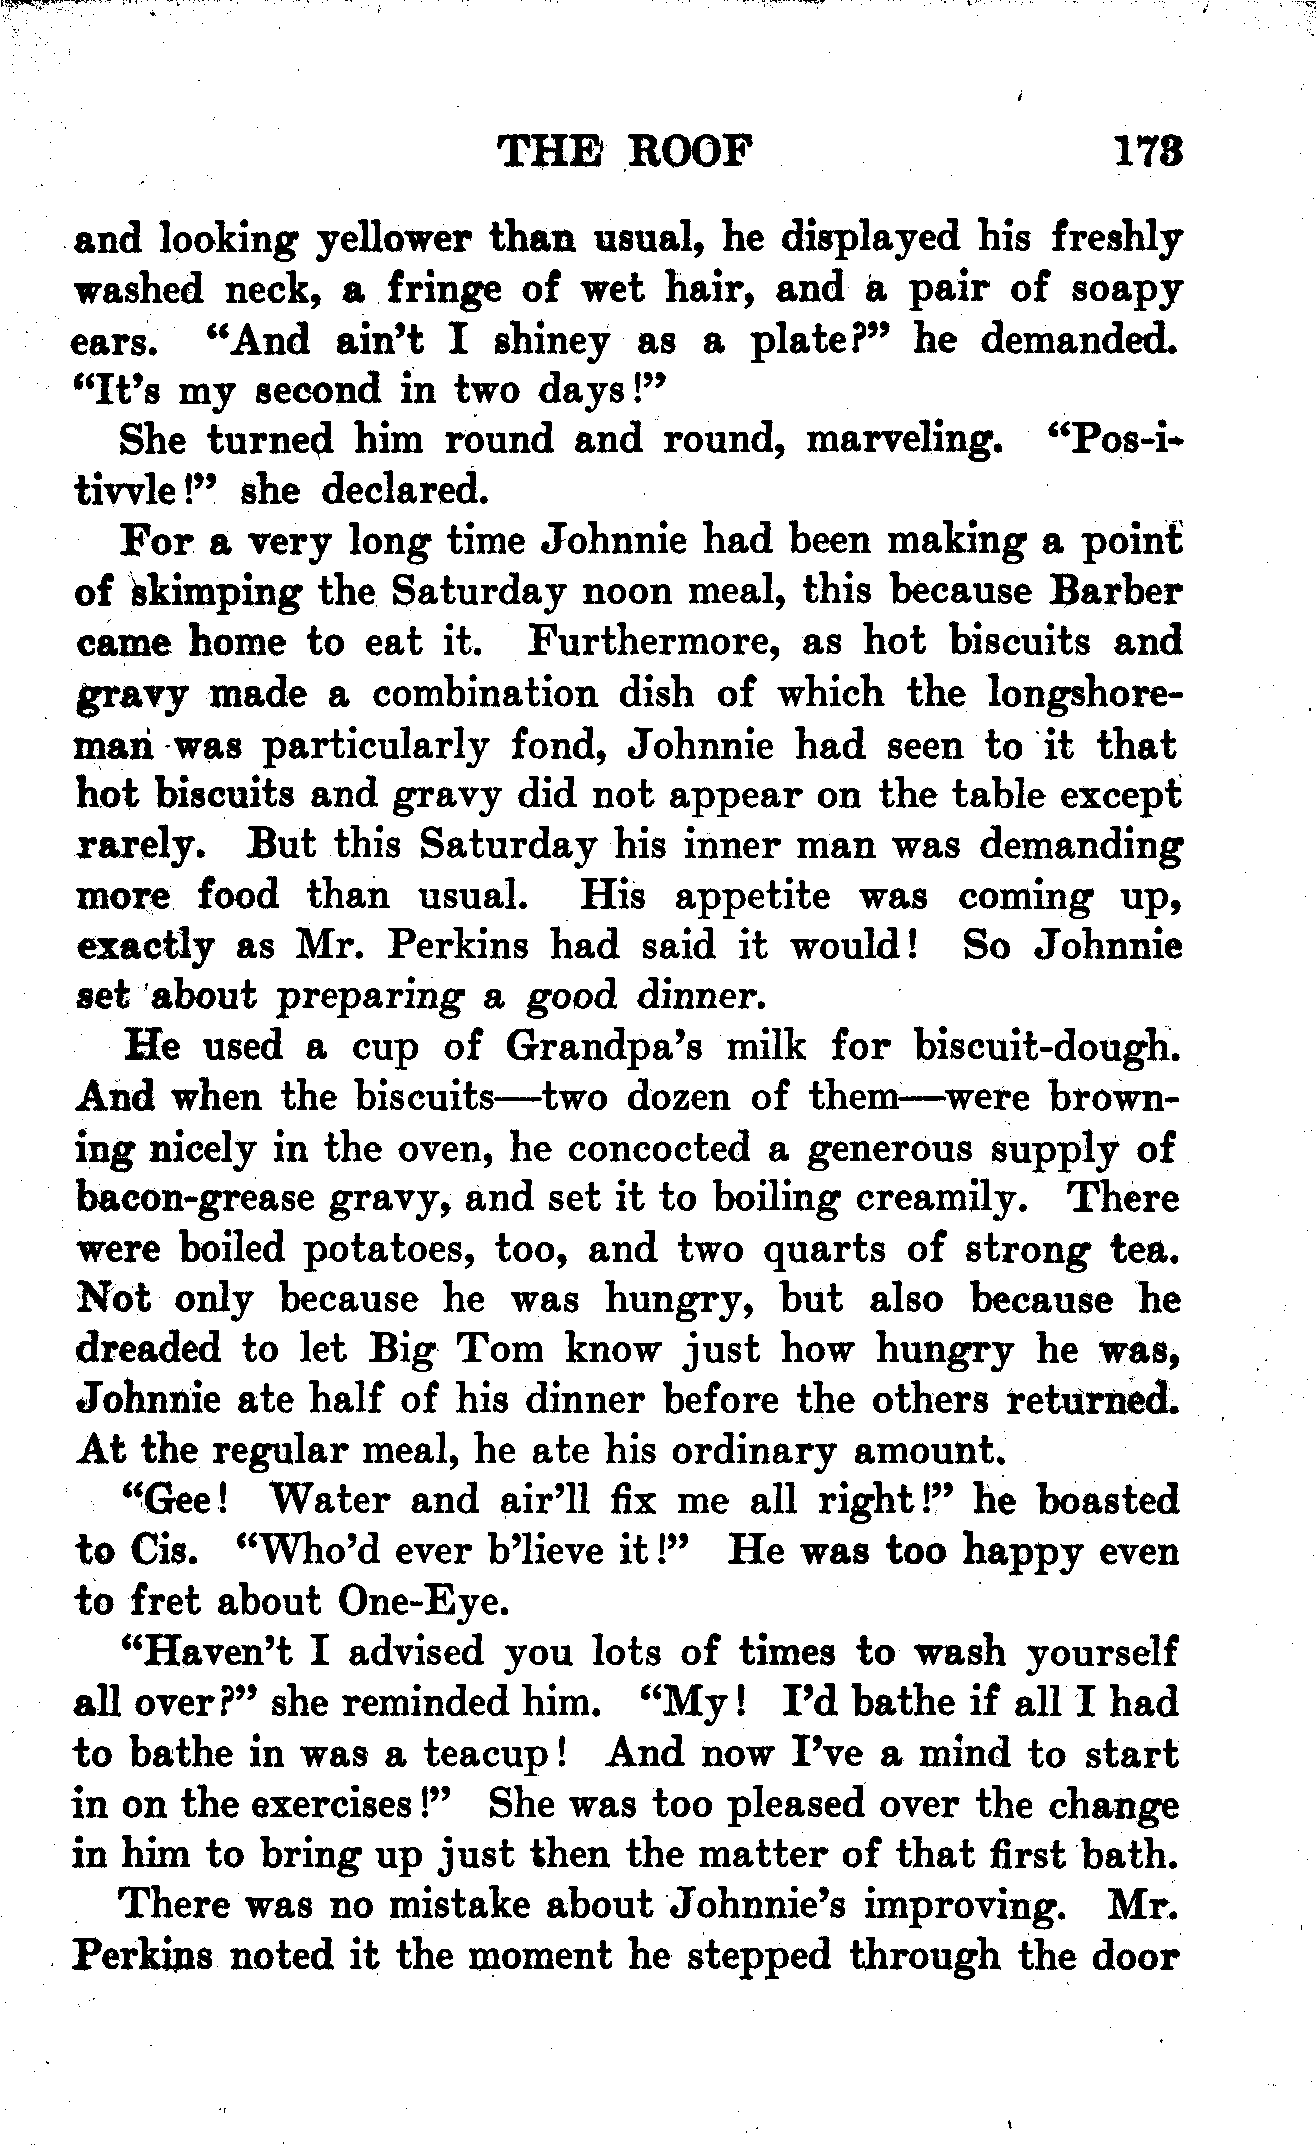 THE ROOF 173
and looking yellower than usual, he displayed his freshly
washed neck, a fringe of wet hair, and a pair of soapy
ears. "And ain't I shiney as a plate?" he demanded.
"It's my second in two days!"
She turned him round and round, marveling. "Pos-i-
tivvle!" she declared.
For a very long time Johnnie had been making a point
of skimping the Saturday noon meal, this because Barber
came home to eat it. Furthermore, as hot biscuits and
gravy made a combination dish of which the longshore-
man was particularly fond, Johnnie had seen to it that
hot biscuits and gravy did not appear on the table except
rarely. But this Saturday his inner man was demanding
more food than usual. His appetite was coming up,
exactly as Mr. Perkins had said it would! So Johnnie
set about preparing a good dinner.
He used a cup of Grandpa's milk for biscuit-dough.
And when the biscuits—two dozen of them—were brown-
ing nicely in the oven, he concocted a generous supply of
bacon-grease gravy, and set it to boiling creamily. There
were boiled potatoes, too, and two quarts of strong tea.
Not only because he was hungry, but also because he
dreaded to let Big Tom know just how hungry he was,
Johnnie ate half of his dinner before the others returned.
At the regular meal, he ate his ordinary amount.
"Gee! Water and air'll fix me all right!" he boasted
to Cis. "Who'd ever b'lieve it!" He was too happy even
to fret about One-Eye.
"Haven't I advised you lots of times to wash yourself
all over?" she reminded him. "My! I'd bathe if all I had
to bathe in was a teacup! And now I've a mind to start
in on the exercises!" She was too pleased over the change
in him to bring up just then the matter of that first bath.
There was no mistake about Johnnie's improving. Mr.
Perkins noted it the moment he stepped through the door